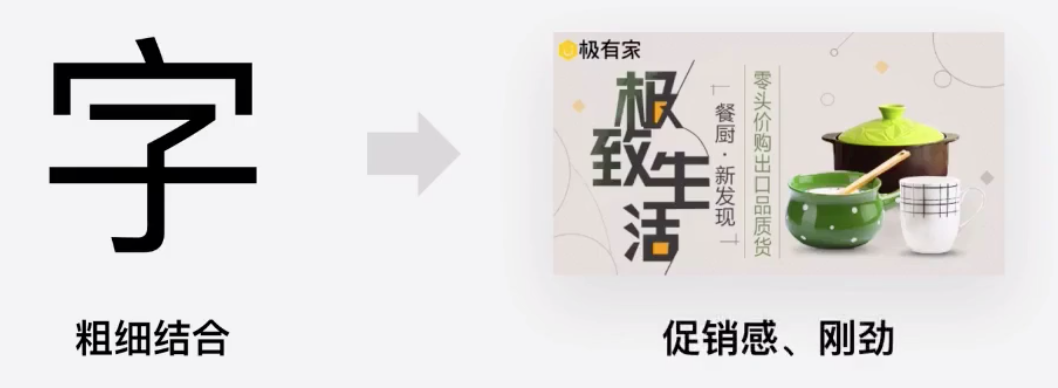 字
粗细结合
极有家
极
致
生
活
餐厨·新发现
零头价购出口品质货
促销感、刚劲